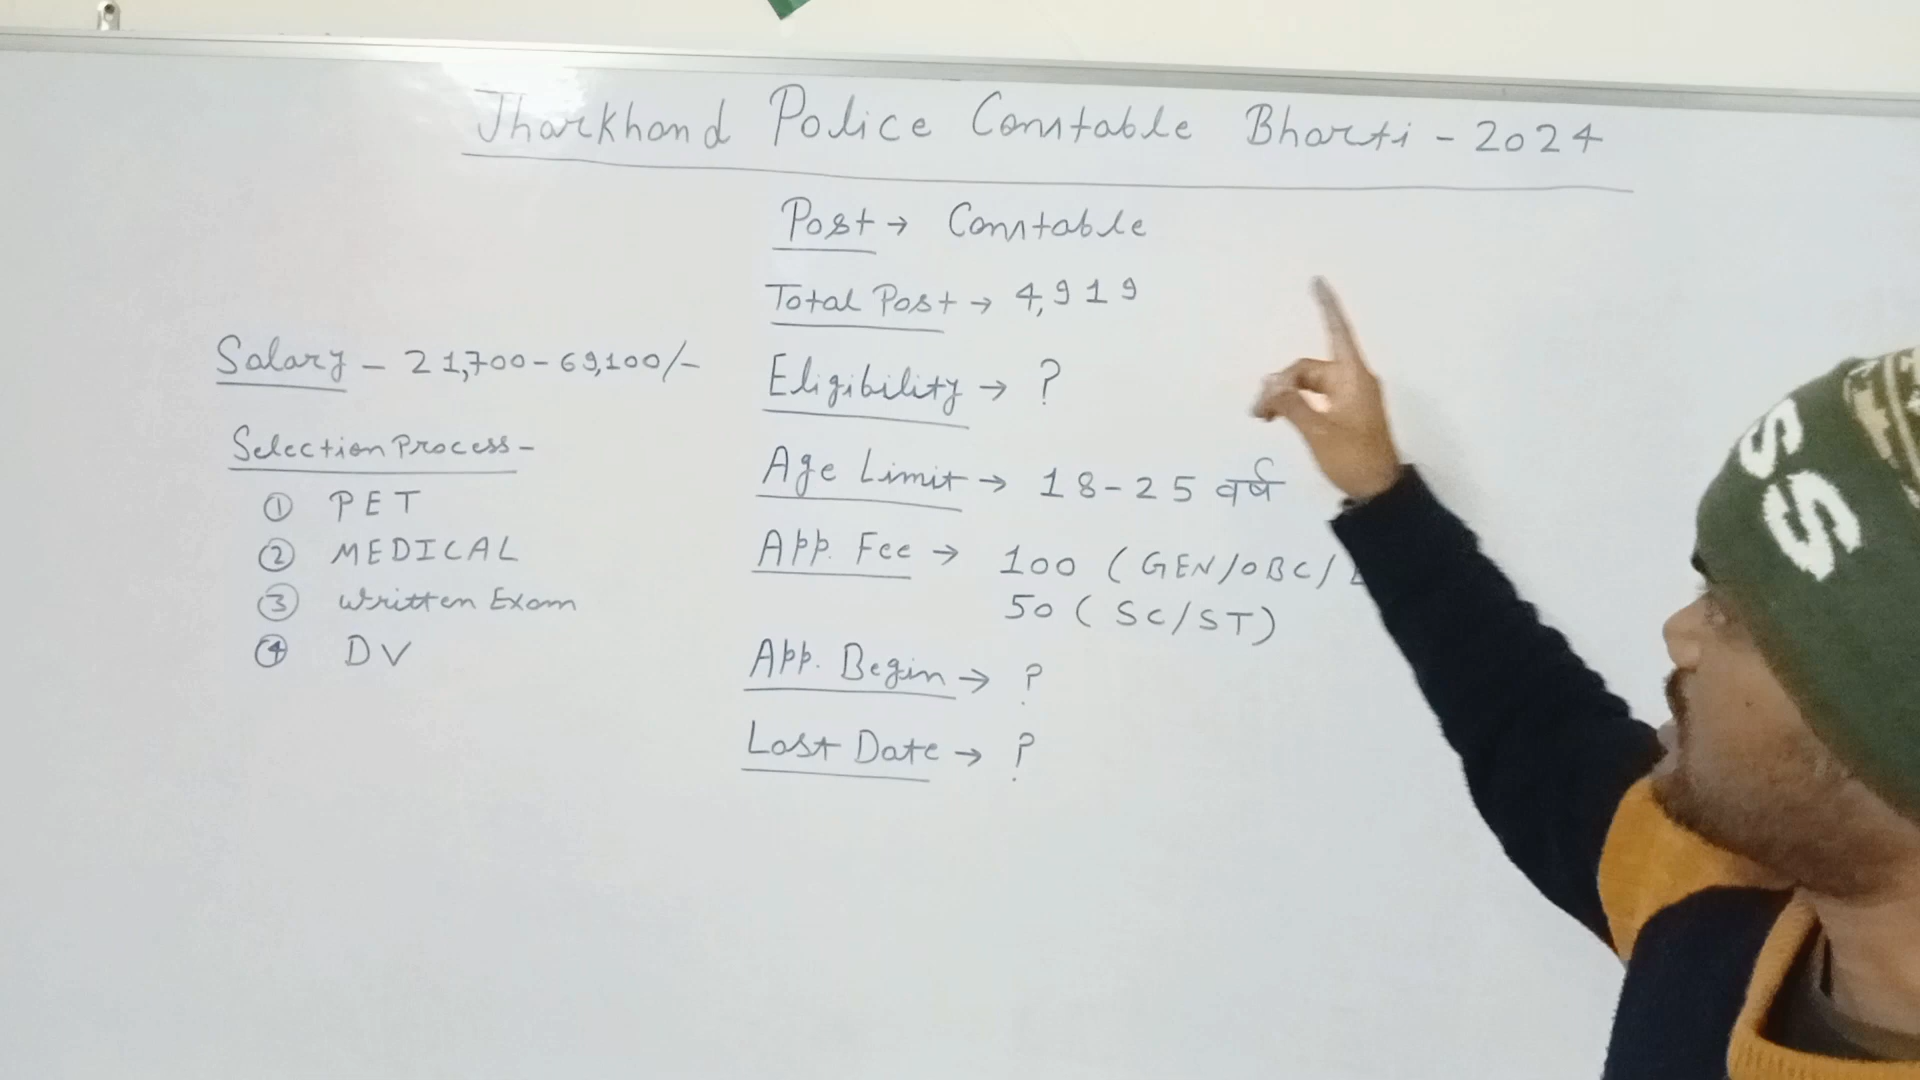 Jharkhand Police Constable Bharti - 2024
Post → Constable
Total Post → 4,919
Eligibility → ?
Age Limit → 18-25 वर्ष
App. Fee → 100 (GEN/OBC/
50 (SC/ST)
App. Begin → ?
Last Date → ?
Salary - 21,700-69,100/-
Selection Process -
① PET
② MEDICAL
③ Written Exam
④ DV
SS